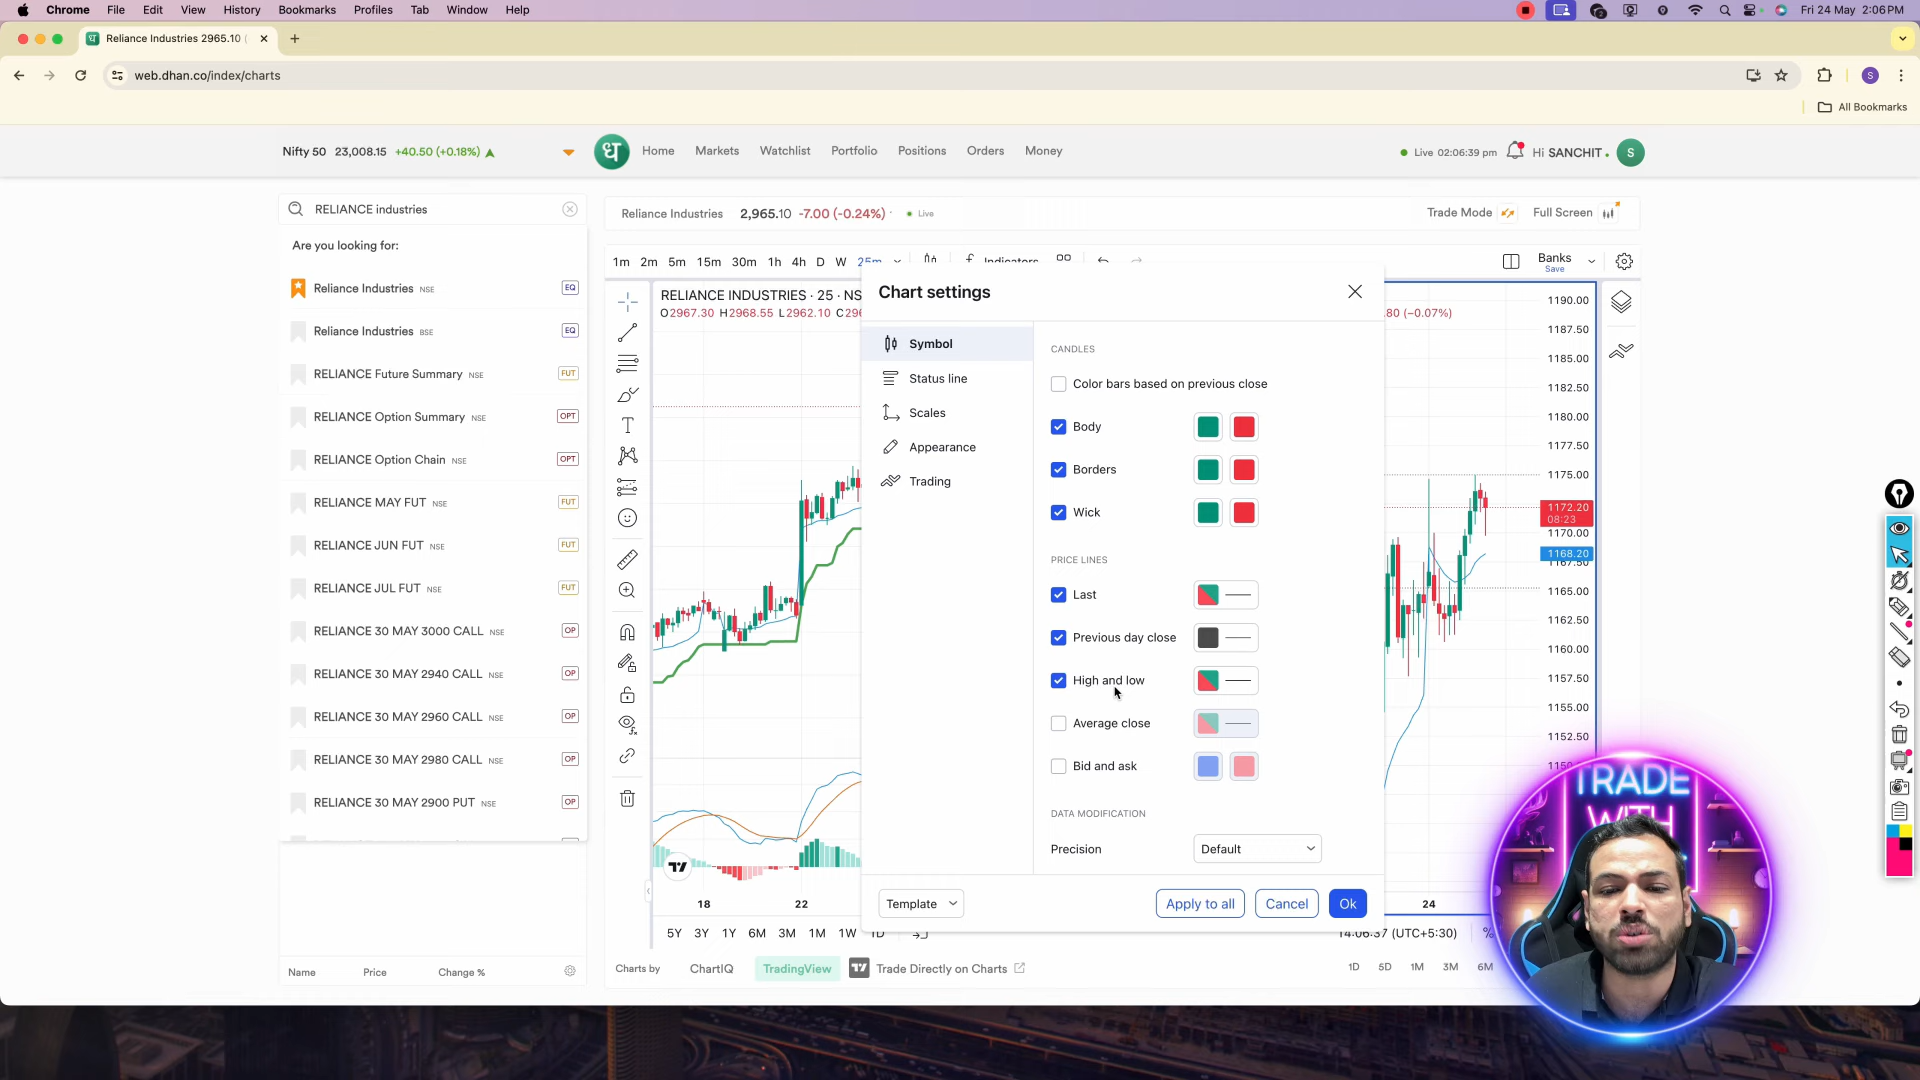 Chrome File Edit View History Bookmarks Profiles Tab Window Help
Fri 24 May 2:06 PM
Reliance Industries 2965.10 (
web.dhan.co/index/charts
S
All Bookmarks
Nifty 50 23,008.15 +40.50 (+0.18%)
ध
Home Markets Watchlist Portfolio Positions Orders Money
Live 02:06:39 pm
Hi SANCHIT
S
RELIANCE industries
Are you looking for:
Reliance Industries NSE EQ
Reliance Industries BSE EQ
RELIANCE Future Summary NSE FUT
RELIANCE Option Summary NSE OPT
RELIANCE Option Chain NSE OPT
RELIANCE MAY FUT NSE FUT
RELIANCE JUN FUT NSE FUT
RELIANCE JUL FUT NSE FUT
RELIANCE 30 MAY 3000 CALL NSE OP
RELIANCE 30 MAY 2940 CALL NSE OP
RELIANCE 30 MAY 2960 CALL NSE OP
RELIANCE 30 MAY 2980 CALL NSE OP
RELIANCE 30 MAY 2900 PUT NSE OP
Name Price Change %
Reliance Industries 2,965.10 -7.00 (-0.24%) Live
Trade Mode Full Screen
1m 2m 5m 15m 30m 1h 4h D W 25m Indicators
Banks
Save
RELIANCE INDUSTRIES · 25 · NS
O2967.30 H2968.55 L2962.10 C296
.80 (−0.07%)
Chart settings
Symbol
Status line
Scales
Appearance
Trading
CANDLES
Color bars based on previous close
Body
Borders
Wick
PRICE LINES
Last
Previous day close
High and low
Average close
Bid and ask
DATA MODIFICATION
Precision Default
Template Apply to all Cancel Ok
1190.00
1187.50
1185.00
1182.50
1180.00
1177.50
1175.00
1172.20
08:23
1170.00
1168.20
1167.50
1165.00
1162.50
1160.00
1157.50
1155.00
1152.50
18 22 24
5Y 3Y 1Y 6M 3M 1M 1W 1D
14:06:37 (UTC+5:30) %
Charts by ChartIQ TradingView Trade Directly on Charts
1D 5D 1M 3M 6M
TRADE
WITH